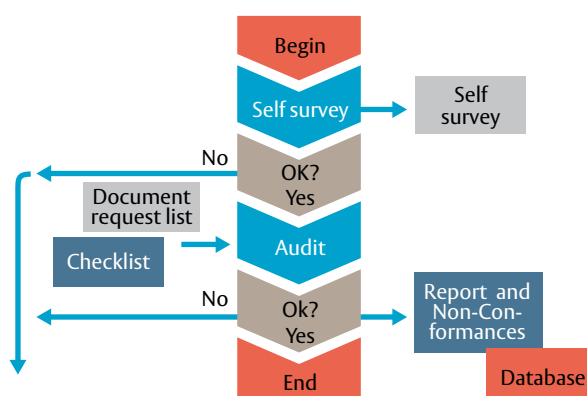 Begin
Self survey
Self
survey
No
OK?
Yes
Document
request list
Checklist
Audit
No
Ok?
Yes
Report and
Non-Con-
formances
End
Database